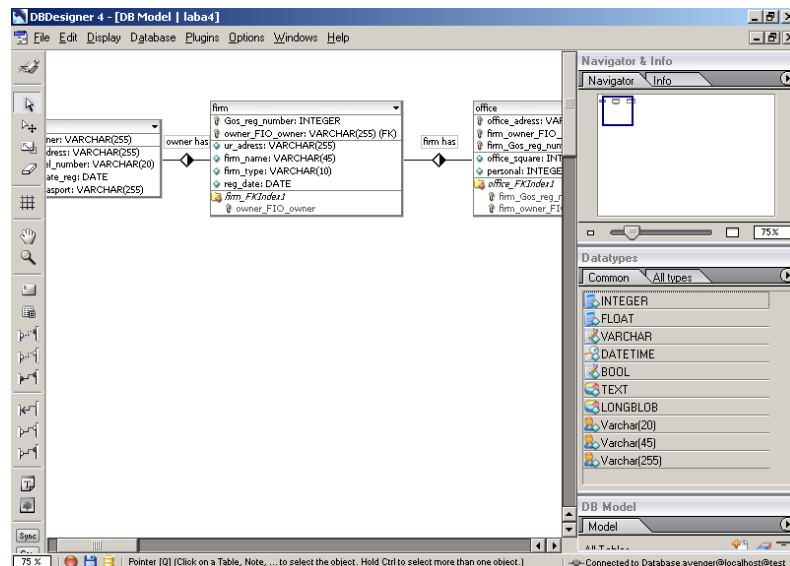 DBDesigner 4 - [DB Model | laba4]
File Edit Display Database Plugins Options Windows Help
ner: VARCHAR(255)
dress: VARCHAR(255)
el_number: VARCHAR(20)
ate_reg: DATE
asport: VARCHAR(255)
owner has
firm
Gos_reg_number: INTEGER
owner_FIO_owner: VARCHAR(255) (FK)
ur_adress: VARCHAR(255)
firm_name: VARCHAR(45)
firm_type: VARCHAR(10)
reg_date: DATE
firm_FKIndex1
owner_FIO_owner
firm has
office
office_adress: VAR
firm_owner_FIO_
firm_Gos_reg_num
office_square: INT
personal: INTEGE
office_FKIndex1
firm_Gos_reg_n
firm_owner_FI
Navigator & Info
Navigator Info
75%
Datatypes
Common All types
INTEGER
FLOAT
VARCHAR
DATETIME
BOOL
TEXT
LONGBLOB
Varchar(20)
Varchar(45)
Varchar(255)
DB Model
Model
All Tables
Sync
75 % Pointer [Q] (Click on a Table, Note, ... to select the object. Hold Ctrl to select more than one object.) Connected to Database avenger@localhost@test